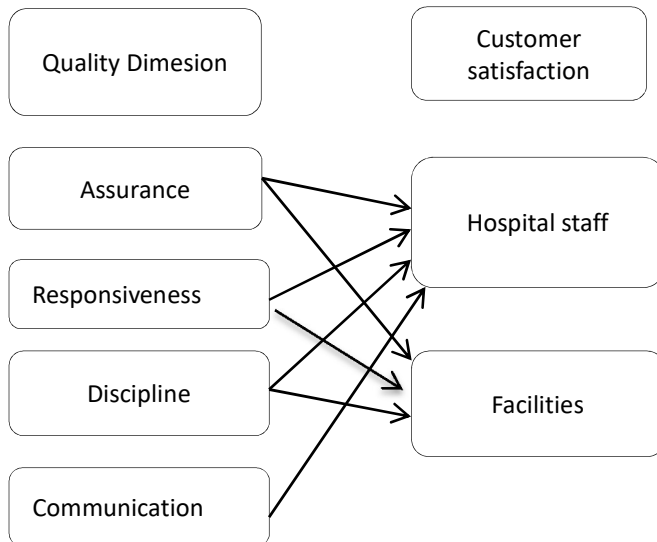 Quality Dimesion
Customer
satisfaction
Assurance
Hospital staff
Responsiveness
Discipline
Facilities
Communication